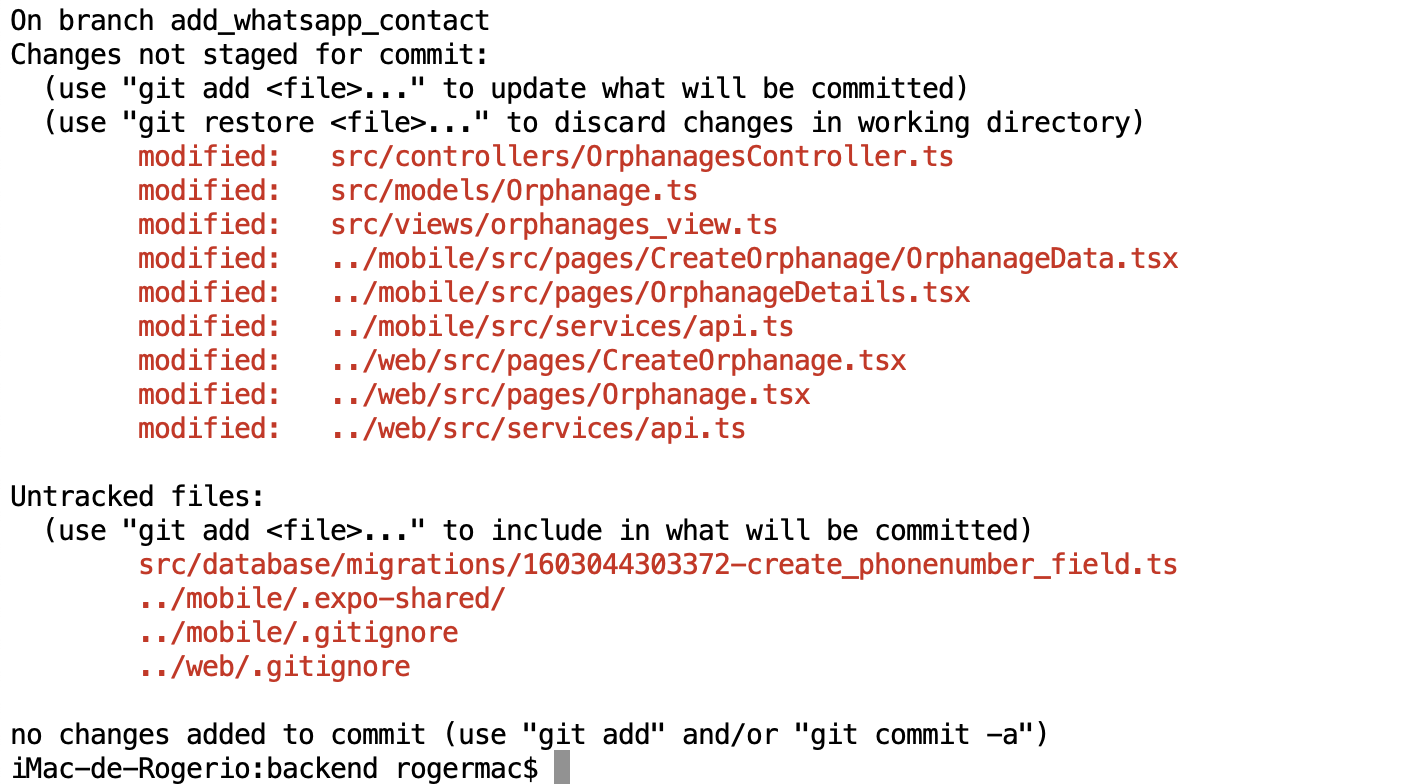 On branch add_whatsapp_contact
Changes not staged for commit:
  (use "git add <file>..." to update what will be committed)
  (use "git restore <file>..." to discard changes in working directory)
        modified:   src/controllers/OrphanagesController.ts
        modified:   src/models/Orphanage.ts
        modified:   src/views/orphanages_view.ts
        modified:   ../mobile/src/pages/CreateOrphanage/OrphanageData.tsx
        modified:   ../mobile/src/pages/OrphanageDetails.tsx
        modified:   ../mobile/src/services/api.ts
        modified:   ../web/src/pages/CreateOrphanage.tsx
        modified:   ../web/src/pages/Orphanage.tsx
        modified:   ../web/src/services/api.ts

Untracked files:
  (use "git add <file>..." to include in what will be committed)
        src/database/migrations/1603044303372-create_phonenumber_field.ts
        ../mobile/.expo-shared/
        ../mobile/.gitignore
        ../web/.gitignore

no changes added to commit (use "git add" and/or "git commit -a")
iMac-de-Rogerio:backend rogermac$